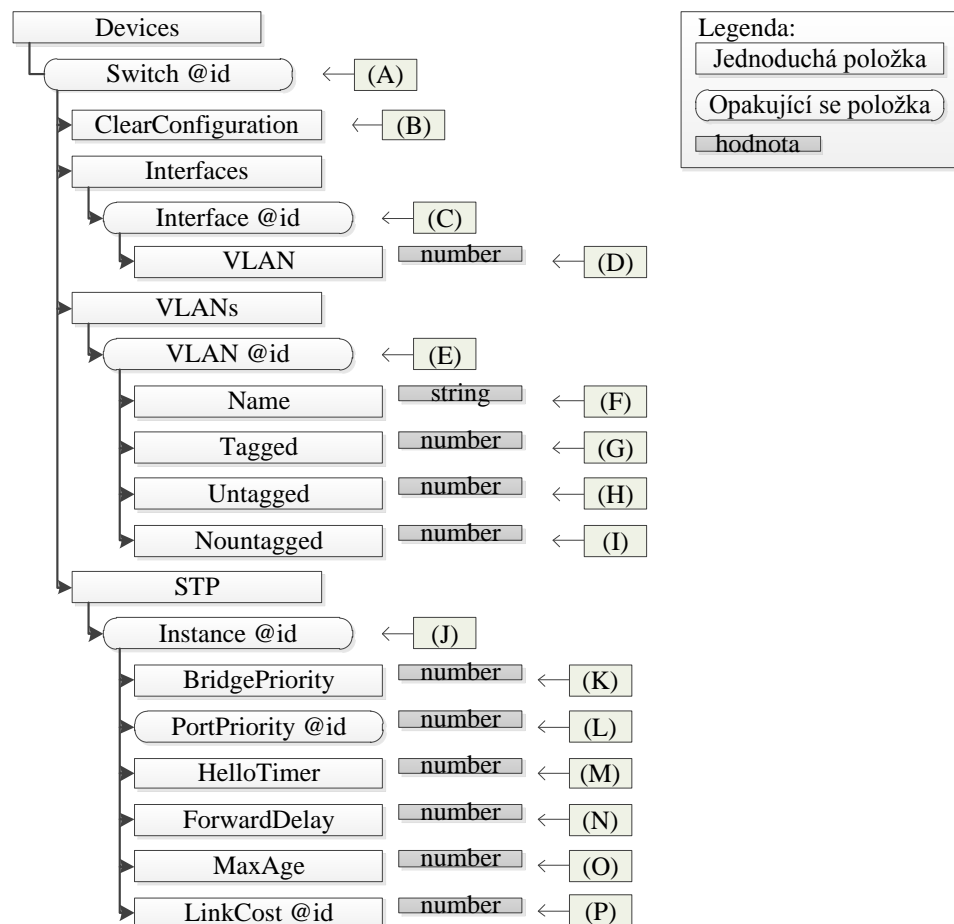 Devices
Switch @id (A)
ClearConfiguration (B)
Interfaces
Interface @id (C)
VLAN number (D)
VLANs
VLAN @id (E)
Name string (F)
Tagged number (G)
Untagged number (H)
Nountagged number (I)
STP
Instance @id (J)
BridgePriority number (K)
PortPriority @id number (L)
HelloTimer number (M)
ForwardDelay number (N)
MaxAge number (O)
LinkCost @id number (P)
Legenda:
Jednoduchá položka
Opakující se položka
hodnota